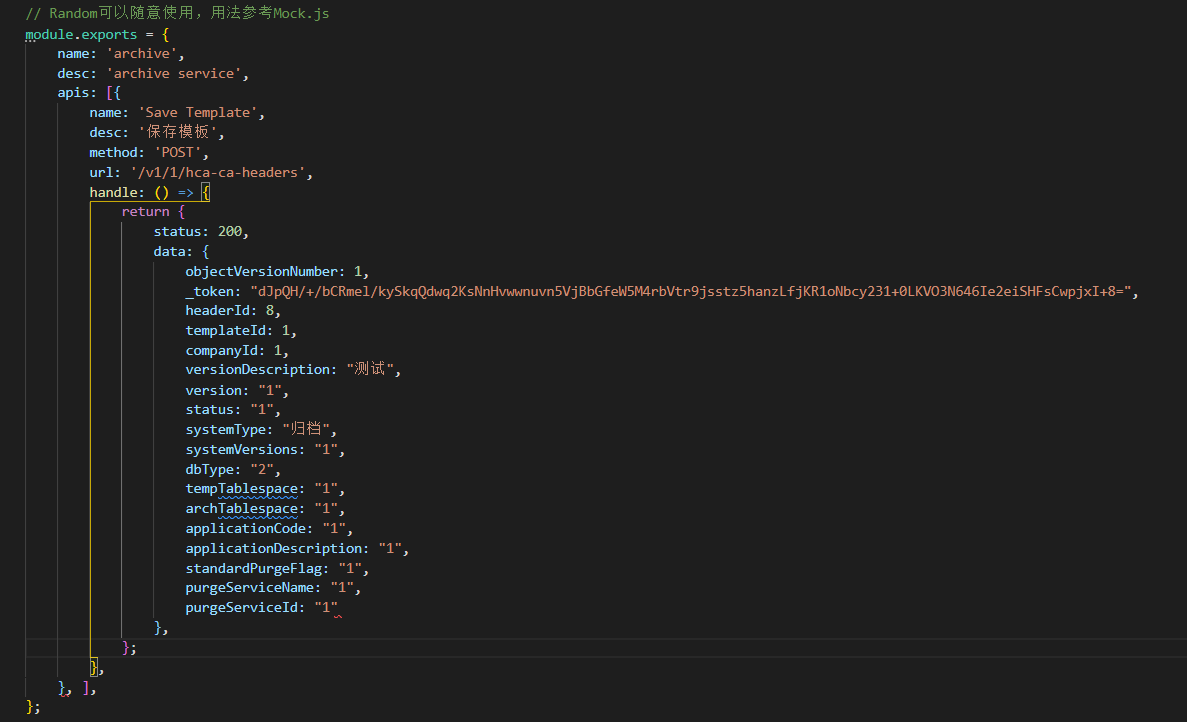 // Random可以随意使用，用法参考Mock.js
module.exports = {
    name: 'archive',
    desc: 'archive service',
    apis: [{
        name: 'Save Template',
        desc: '保存模板',
        method: 'POST',
        url: '/v1/1/hca-ca-headers',
        handle: () => {
            return {
                status: 200,
                data: {
                    objectVersionNumber: 1,
                    _token: "dJpQH/+/bCRmel/kySkqQdwq2KsNnHvwwnuvn5VjBbGfeW5M4rbVtr9jsstz5hanzLfjKR1oNbcy231+0LKVO3N646Ie2eiSHFsCwpjxI+8=",
                    headerId: 8,
                    templateId: 1,
                    companyId: 1,
                    versionDescription: "测试",
                    version: "1",
                    status: "1",
                    systemType: "归档",
                    systemVersions: "1",
                    dbType: "2",
                    tempTablespace: "1",
                    archTablespace: "1",
                    applicationCode: "1",
                    applicationDescription: "1",
                    standardPurgeFlag: "1",
                    purgeServiceName: "1",
                    purgeServiceId: "1"
                },
            };
        },
    }, ],
};